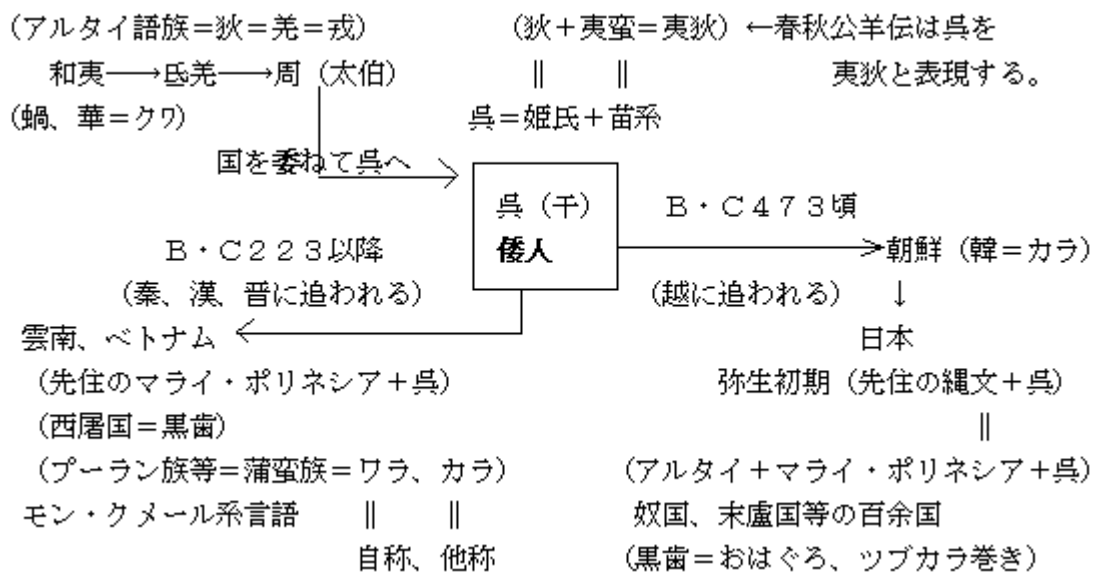 (アルタイ語族＝狄＝羌＝戎)　　(狄＋夷蛮＝夷狄) ←春秋公羊伝は呉を
和夷──→氐羌──→周 (太伯)　　∥　∥　　夷狄と表現する。
(蝸、華＝クワ)　　呉＝姫氏＋苗系
国を委ねて呉へ
呉 (干)　　Ｂ・Ｃ４７３頃
Ｂ・Ｃ２２３以降　　倭人　　朝鮮 (韓＝カラ)
(秦、漢、晋に追われる)　　(越に追われる)　　↓
雲南、ベトナム　　日本
(先住のマライ・ポリネシア＋呉)　　弥生初期 (先住の縄文＋呉)
(西屠国＝黒歯)　　∥
(プーラン族等＝蒲蛮族＝ワラ、カラ)　　(アルタイ＋マライ・ポリネシア＋呉)
モン・クメール系言語　　∥　∥　　奴国、末盧国等の百余国
自称、他称　　(黒歯＝おはぐろ、ツブカラ巻き)